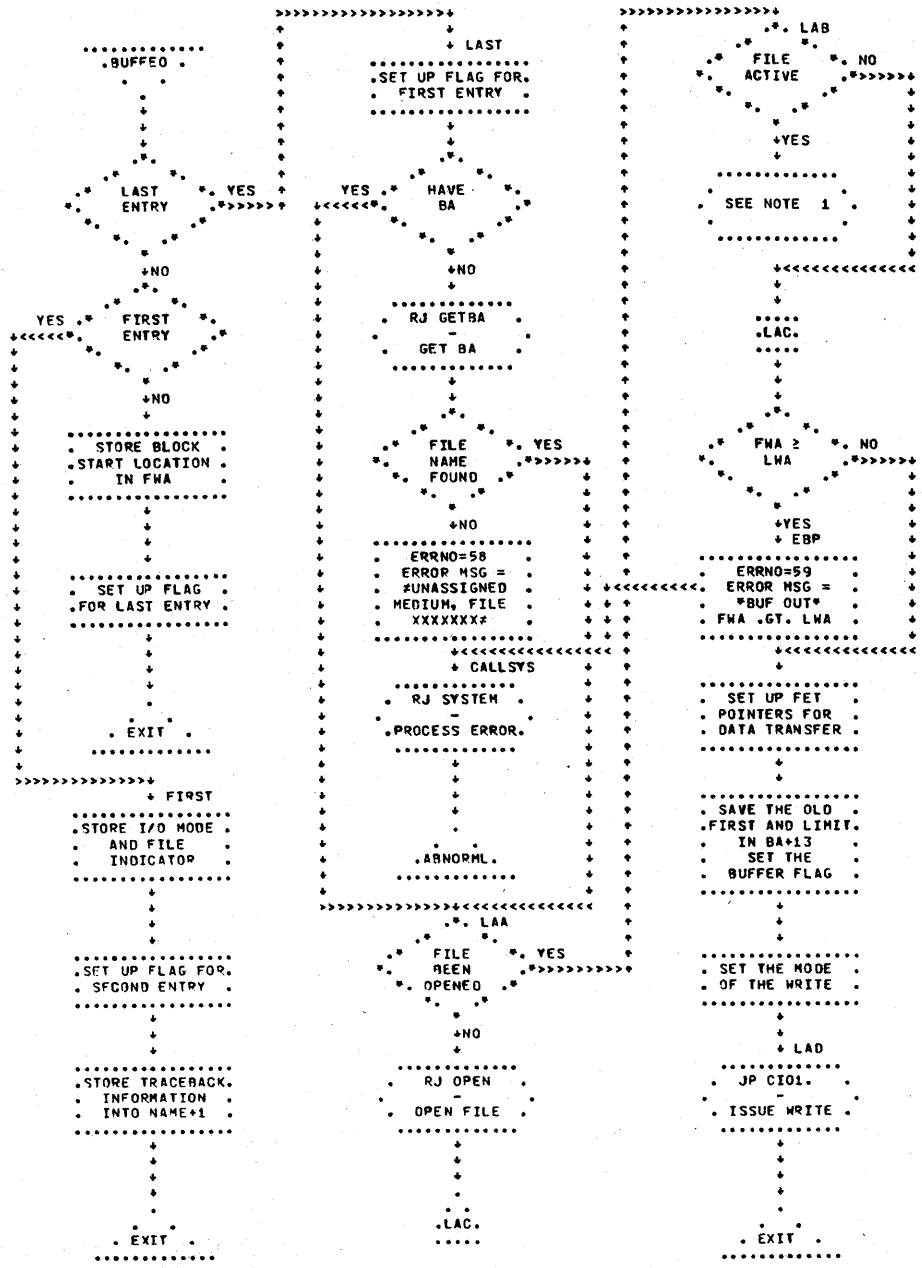 BUFFEO .
LAST
ENTRY
YES
NO
FIRST
ENTRY
YES
NO
STORE BLOCK
START LOCATION
IN FWA
SET UP FLAG
FOR LAST ENTRY
EXIT
FIRST
STORE I/O MODE
AND FILE
INDICATOR
SET UP FLAG FOR
SECOND ENTRY
STORE TRACEBACK
INFORMATION
INTO NAME+1
EXIT
LAST
SET UP FLAG FOR
FIRST ENTRY
YES
HAVE
BA
NO
RJ GETBA
-
GET BA
FILE
NAME
FOUND
YES
NO
ERRNO=58
ERROR MSG =
≠UNASSIGNED
MEDIUM, FILE
XXXXXXX≠
CALLSYS
RJ SYSTEM
-
PROCESS ERROR
ABNORML
LAA
FILE
BEEN
OPENED
YES
NO
RJ OPEN
-
OPEN FILE
LAC
LAB
FILE
ACTIVE
NO
YES
SEE NOTE 1
LAC
FWA ≥
LWA
NO
YES
EBP
ERRNO=59
ERROR MSG =
*BUF OUT*
FWA .GT. LWA
SET UP FET
POINTERS FOR
DATA TRANSFER
SAVE THE OLD
FIRST AND LIMIT
IN BA+13
SET THE
BUFFER FLAG
SET THE MODE
OF THE WRITE
LAD
JP CIO1.
-
ISSUE WRITE
EXIT